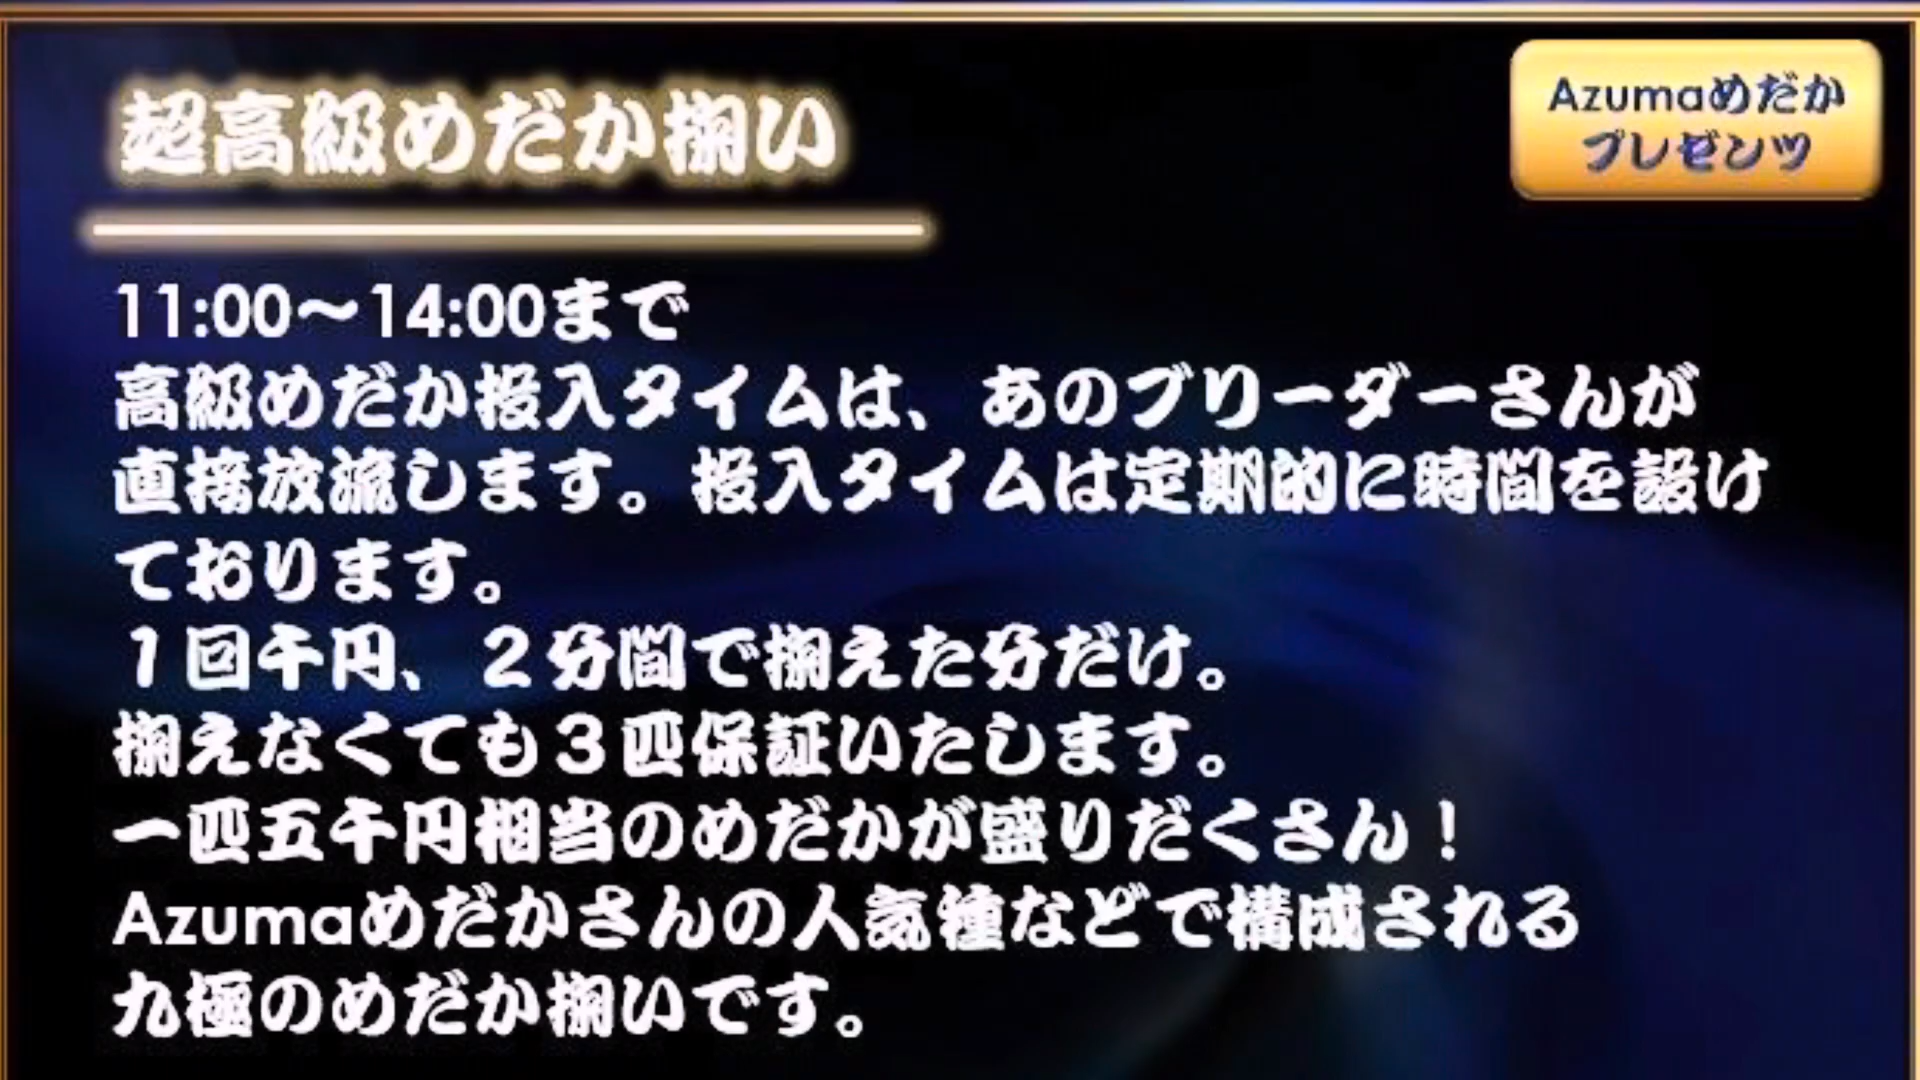 超高級めだか掬い
Azumaめだか
プレゼンツ
11:00〜14:00まで
高級めだか投入タイムは、あのブリーダーさんが
直接放流します。投入タイムは定期的に時間を設け
ております。
１回千円、２分間で掬えた分だけ。
掬えなくても３匹保証いたします。
一匹五千円相当のめだかが盛りだくさん！
Azumaめだかさんの人気種などで構成される
九極のめだか掬いです。